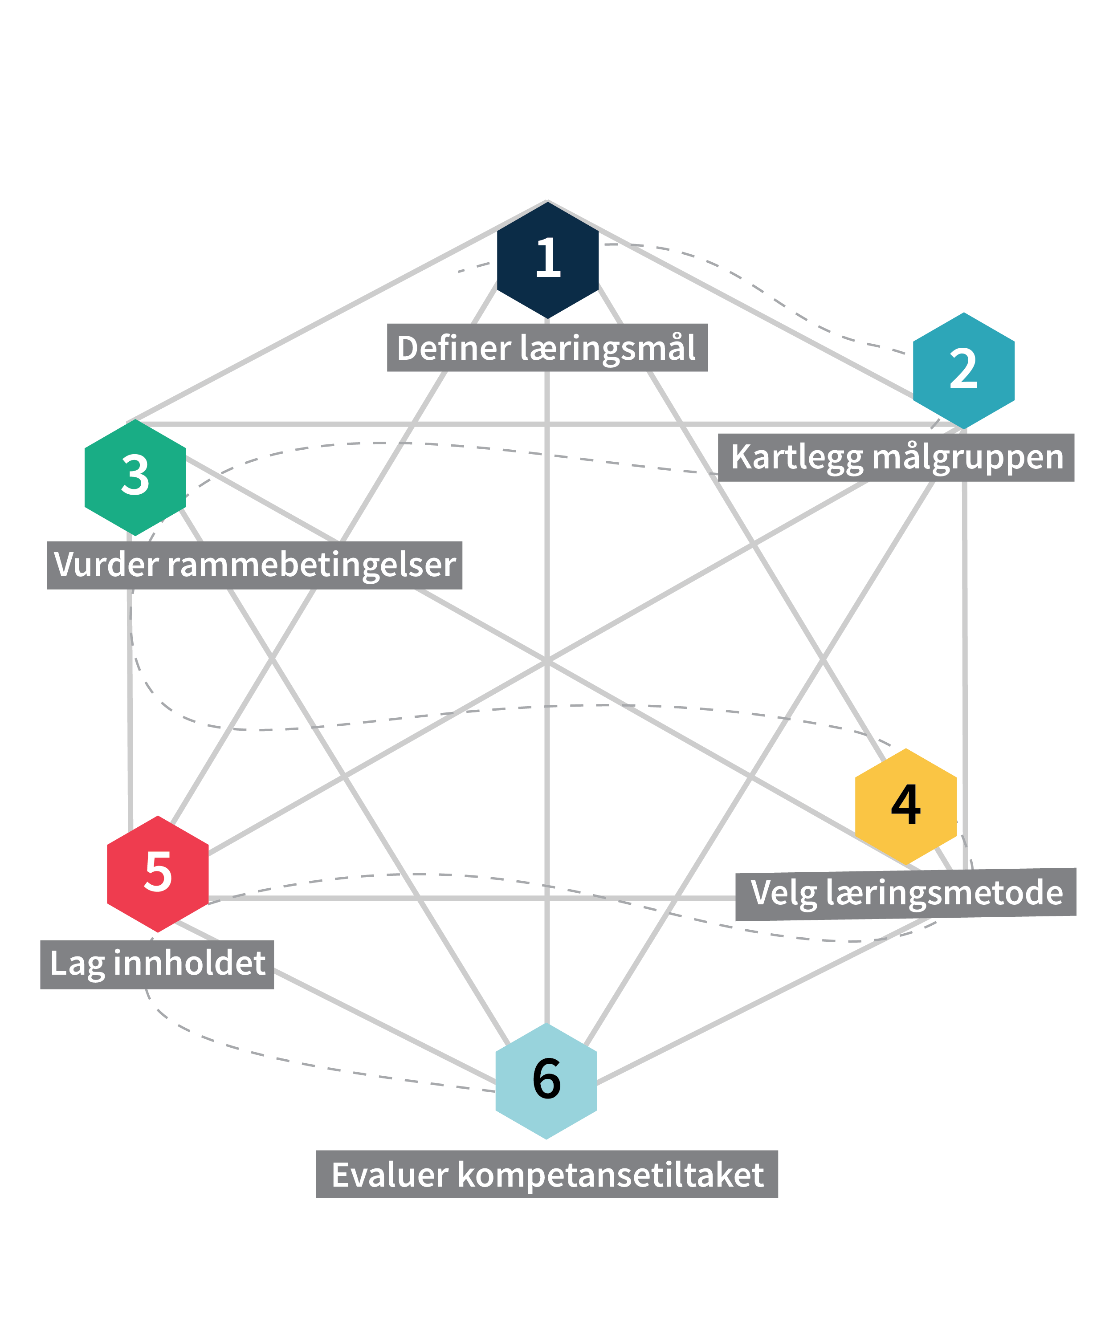 1
Definer læringsmål
2
Kartlegg målgruppen
3
Vurder rammebetingelser
4
Velg læringsmetode
5
Lag innholdet
6
Evaluer kompetansetiltaket